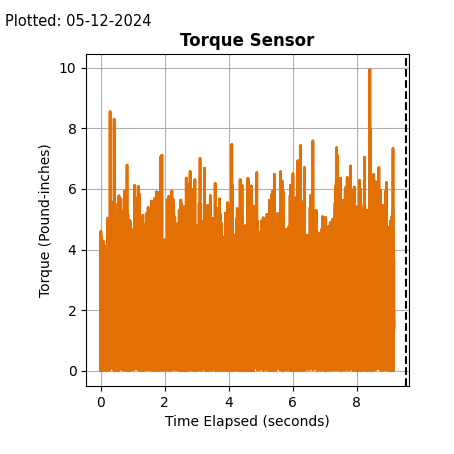 Plotted: 05-12-2024
Torque Sensor
10
8
6
4
2
0
Torque (Pound-inches)
0 2 4 6 8
Time Elapsed (seconds)